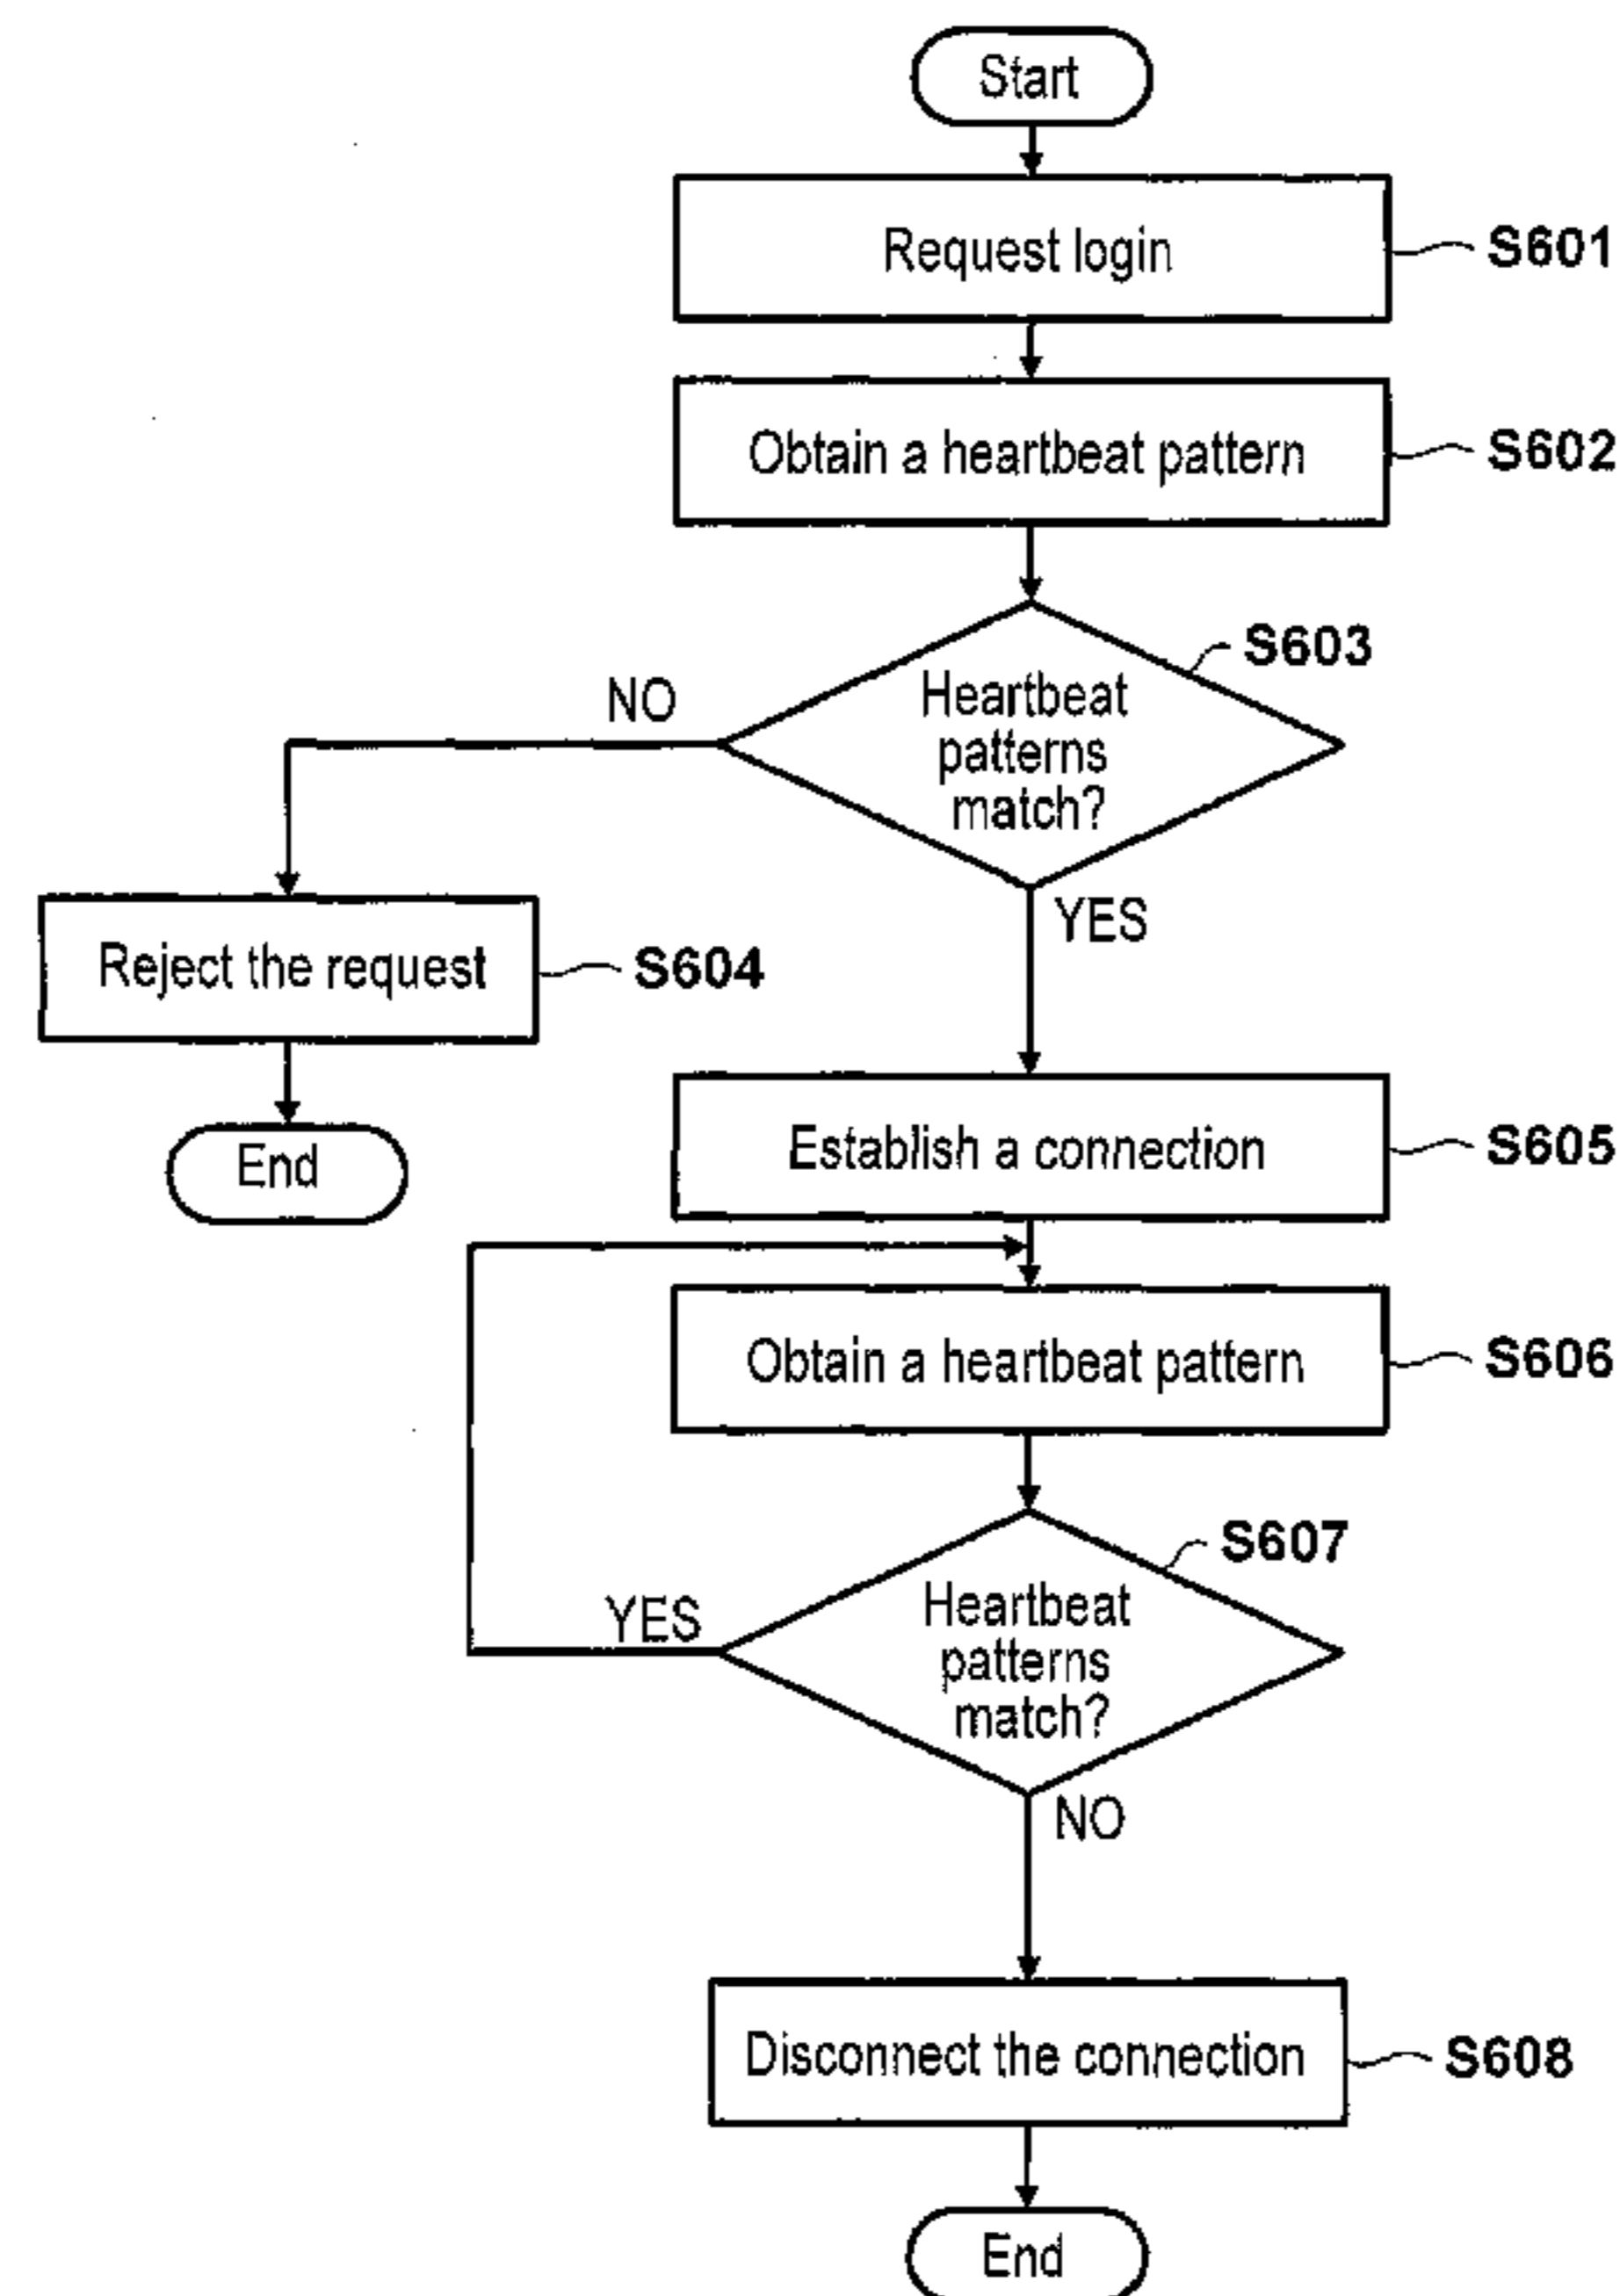 Start
Request login
S601
Obtain a heartbeat pattern
S602
S603
Heartbeat
patterns
match?
NO
YES
Reject the request
S604
End
Establish a connection
S605
Obtain a heartbeat pattern
S606
S607
Heartbeat
patterns
match?
YES
NO
Disconnect the connection
S608
End